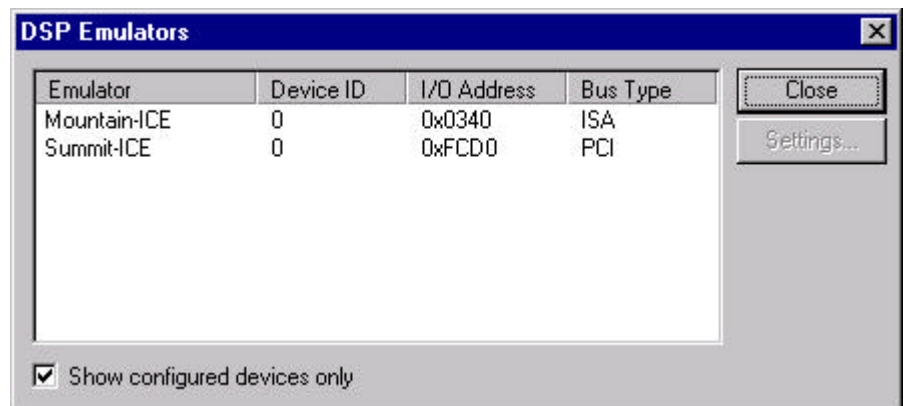 DSP Emulators
Emulator Device ID I/O Address Bus Type
Mountain-ICE 0 0x0340 ISA
Summit-ICE 0 0xFCD0 PCI
Close
Settings...
Show configured devices only